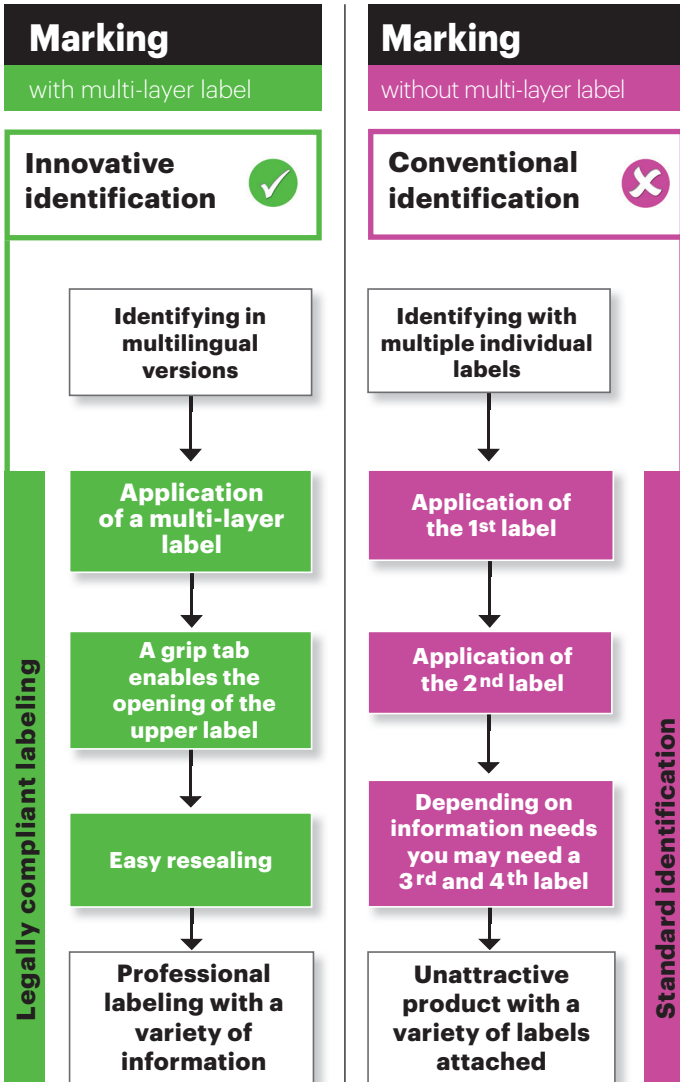 Marking
with multi-layer label
Innovative
identification
Identifying in
multilingual
versions
Application
of a multi-layer
label
A grip tab
enables the
opening of the
upper label
Easy resealing
Professional
labeling with a
variety of
information
Legally compliant labeling
Marking
without multi-layer label
Conventional
identification
Identifying with
multiple individual
labels
Application of
the 1st label
Application of
the 2nd label
Depending on
information needs
you may need a
3rd and 4th label
Unattractive
product with a
variety of labels
attached
Standard identification